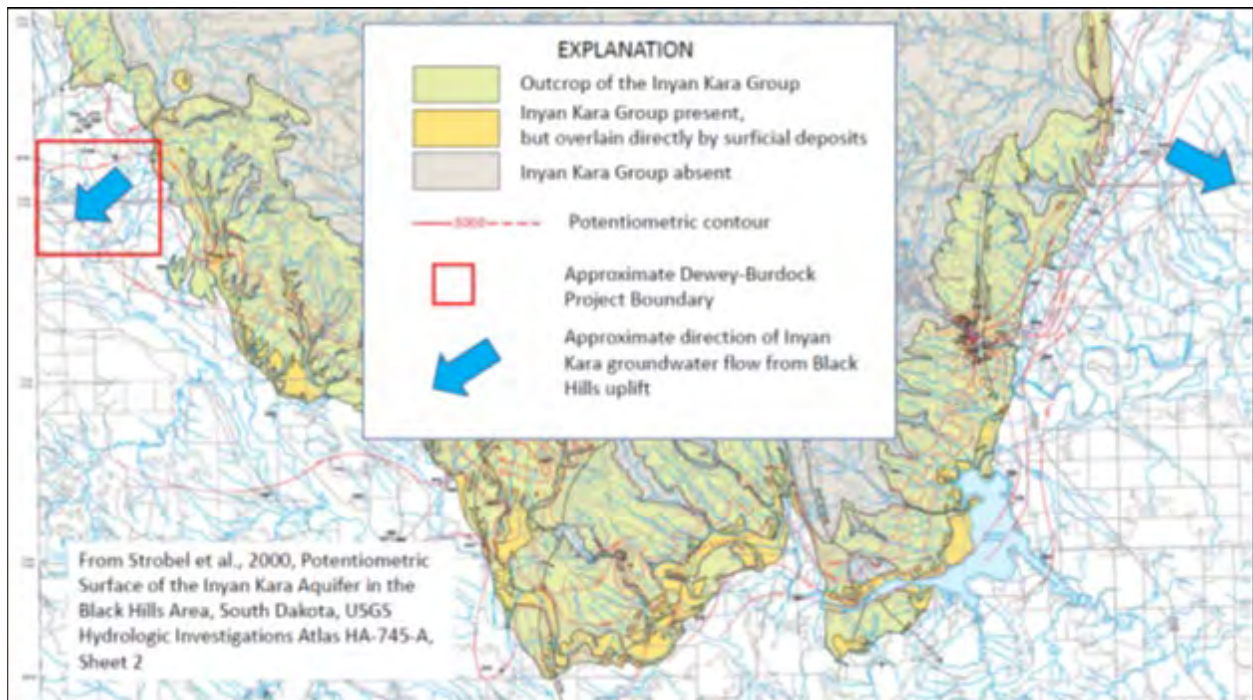 EXPLANATION
Outcrop of the Inyan Kara Group
Inyan Kara Group present,
but overlain directly by surficial deposits
Inyan Kara Group absent
Potentiometric contour
Approximate Dewey-Burdock
Project Boundary
Approximate direction of Inyan
Kara groundwater flow from Black
Hills uplift
From Strobel et al., 2000, Potentiometric
Surface of the Inyan Kara Aquifer in the
Black Hills Area, South Dakota, USGS
Hydrologic Investigations Atlas HA-745-A,
Sheet 2